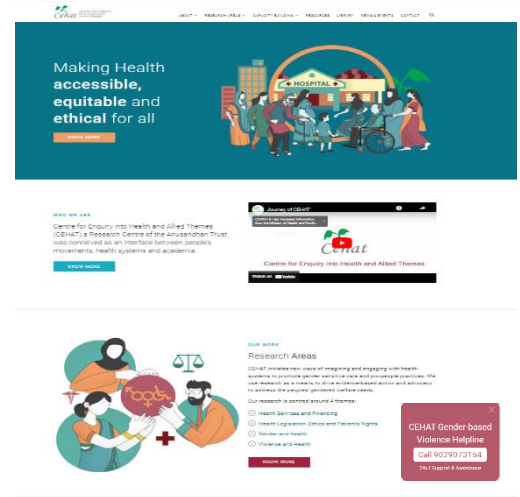 Cehat
ABOUT
RESEARCH AREAS
CAPACITY BUILDING
RESOURCES
LIBRARY
NEWS & EVENTS
CONTACT
Making Health
accessible,
equitable and
ethical for all
KNOW MORE
HOSPITAL
WHO WE ARE
Centre for Enquiry into Health and Allied Themes
(CEHAT) a Research Centre of the Anusandhan Trust
was conceived as an interface between people's
movements, health systems and academia.
KNOW MORE
Journey of CEHAT
Cehat
Centre for Enquiry into Health and Allied Themes
Watch on YouTube
OUR WORK
Research Areas
CEHAT initiates new ways of imagining and engaging with health
systems to provide gender sensitive care and pro-people practices. We
use research as a means to drive evidence-based action and advocacy
to address the peoples' gendered welfare needs.
Our research is centred around 4 themes:
Health Services and Financing
Health Legislation, Ethics and Patients Rights
Gender and Health
Violence and Health
KNOW MORE
CEHAT Gender-based
Violence Helpline
Call 9029073154
24x7 Support & Assistance